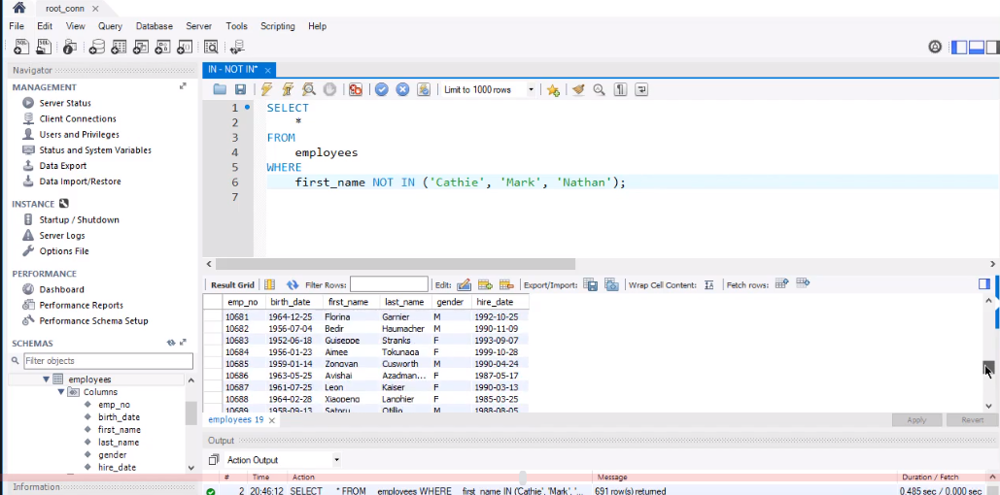 root_conn
File Edit View Query Database Server Tools Scripting Help
Navigator
MANAGEMENT
Server Status
Client Connections
Users and Privileges
Status and System Variables
Data Export
Data Import/Restore
INSTANCE
Startup / Shutdown
Server Logs
Options File
PERFORMANCE
Dashboard
Performance Reports
Performance Schema Setup
SCHEMAS
Filter objects
employees
Columns
emp_no
birth_date
first_name
last_name
gender
hire_date
Information
IN - NOT IN*
Limit to 1000 rows
1 SELECT
2 *
3 FROM
4 employees
5 WHERE
6 first_name NOT IN ('Cathie', 'Mark', 'Nathan');
7
Result Grid Filter Rows: Edit: Export/Import: Wrap Cell Content: Fetch rows:
emp_no birth_date first_name last_name gender hire_date
10681 1964-12-25 Florina Garnier M 1992-10-25
10682 1956-07-04 Bedir Haumacher M 1990-11-09
10683 1952-06-18 Guiseppe Stranks F 1993-09-07
10684 1956-01-23 Aimee Tokunaga F 1999-10-28
10685 1959-01-14 Zongyan Cusworth M 1990-04-24
10686 1963-05-25 Avishai Azadman... F 1987-05-17
10687 1961-07-25 Leon Kaiser F 1990-03-13
10688 1964-02-28 Xiaopeng Lanphier F 1985-03-25
10689 1958-09-13 Satoru Otillio M 1988-08-05
employees 19
Apply Revert
Output
Action Output
# Time Action Message Duration / Fetch
2 20:46:12 SELECT * FROM employees WHERE first_name IN ('Cathie', 'Mark', '... 691 row(s) returned 0.485 sec / 0.000 sec